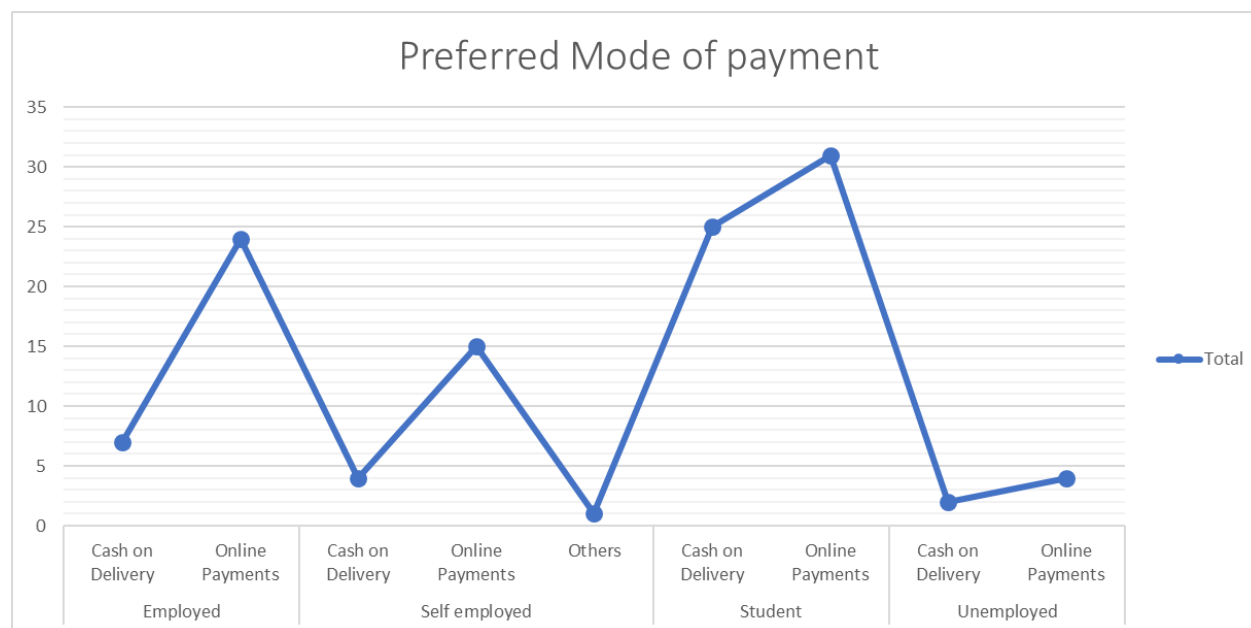 Preferred Mode of payment
35
30
25
20
15
10
5
0
Total
Cash on
Delivery
Online
Payments
Cash on
Delivery
Online
Payments
Others
Cash on
Delivery
Online
Payments
Cash on
Delivery
Online
Payments
Employed
Self employed
Student
Unemployed